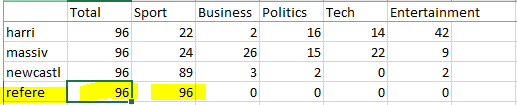 Total Sport Business Politics Tech Entertainment
harri 96 22 2 16 14 42
massiv 96 24 26 15 22 9
newcastl 96 89 3 2 0 2
refere 96 96 0 0 0 0